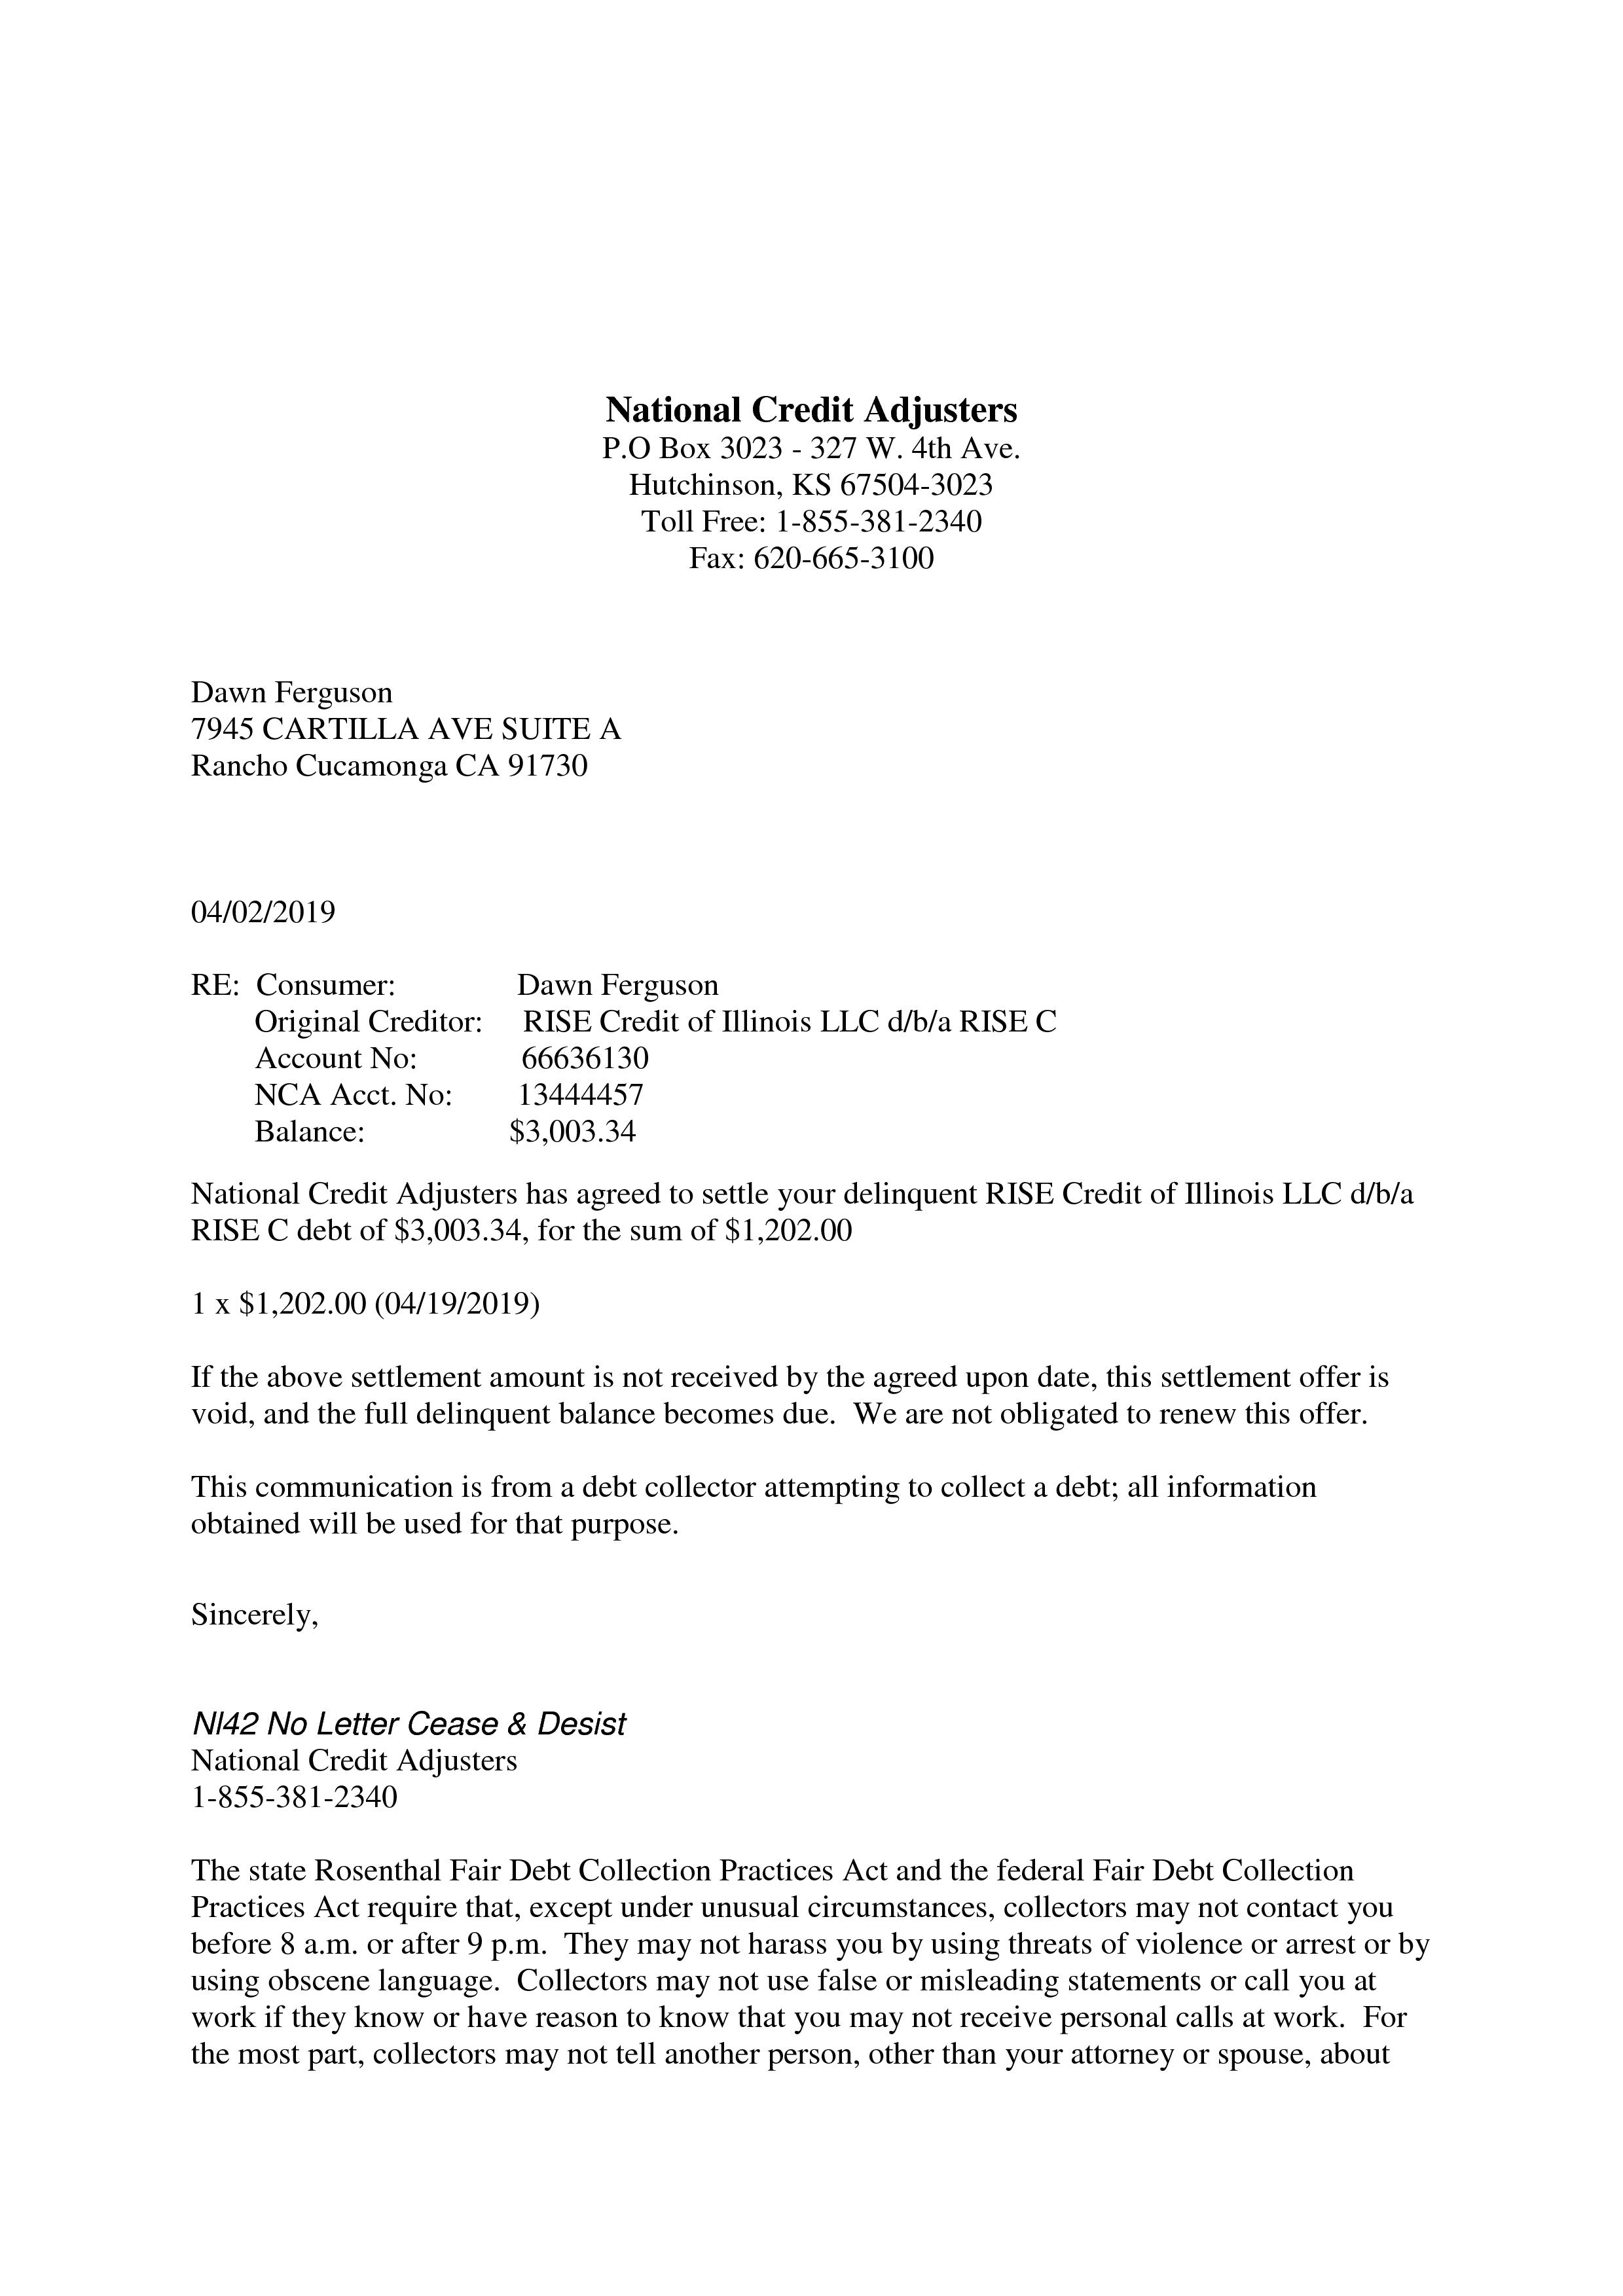 National Credit Adjusters
P.O Box 3023 - 327 W. 4th Ave.
Hutchinson, KS 67504-3023
Toll Free: 1-855-381-2340
Fax: 620-665-3100
Dawn Ferguson
7945 CARTILLA AVE SUITE A
Rancho Cucamonga CA 91730
04/02/2019
RE: Consumer: Dawn Ferguson
Original Creditor: RISE Credit of Illinois LLC d/b/a RISE C
Account No: 66636130
NCA Acct. No: 13444457
Balance: $3,003.34
National Credit Adjusters has agreed to settle your delinquent RISE Credit of Illinois LLC d/b/a
RISE C debt of $3,003.34, for the sum of $1,202.00
1 x $1,202.00 (04/19/2019)
If the above settlement amount is not received by the agreed upon date, this settlement offer is
void, and the full delinquent balance becomes due. We are not obligated to renew this offer.
This communication is from a debt collector attempting to collect a debt; all information
obtained will be used for that purpose.
Sincerely,
Nl42 No Letter Cease & Desist
National Credit Adjusters
1-855-381-2340
The state Rosenthal Fair Debt Collection Practices Act and the federal Fair Debt Collection
Practices Act require that, except under unusual circumstances, collectors may not contact you
before 8 a.m. or after 9 p.m. They may not harass you by using threats of violence or arrest or by
using obscene language. Collectors may not use false or misleading statements or call you at
work if they know or have reason to know that you may not receive personal calls at work. For
the most part, collectors may not tell another person, other than your attorney or spouse, about